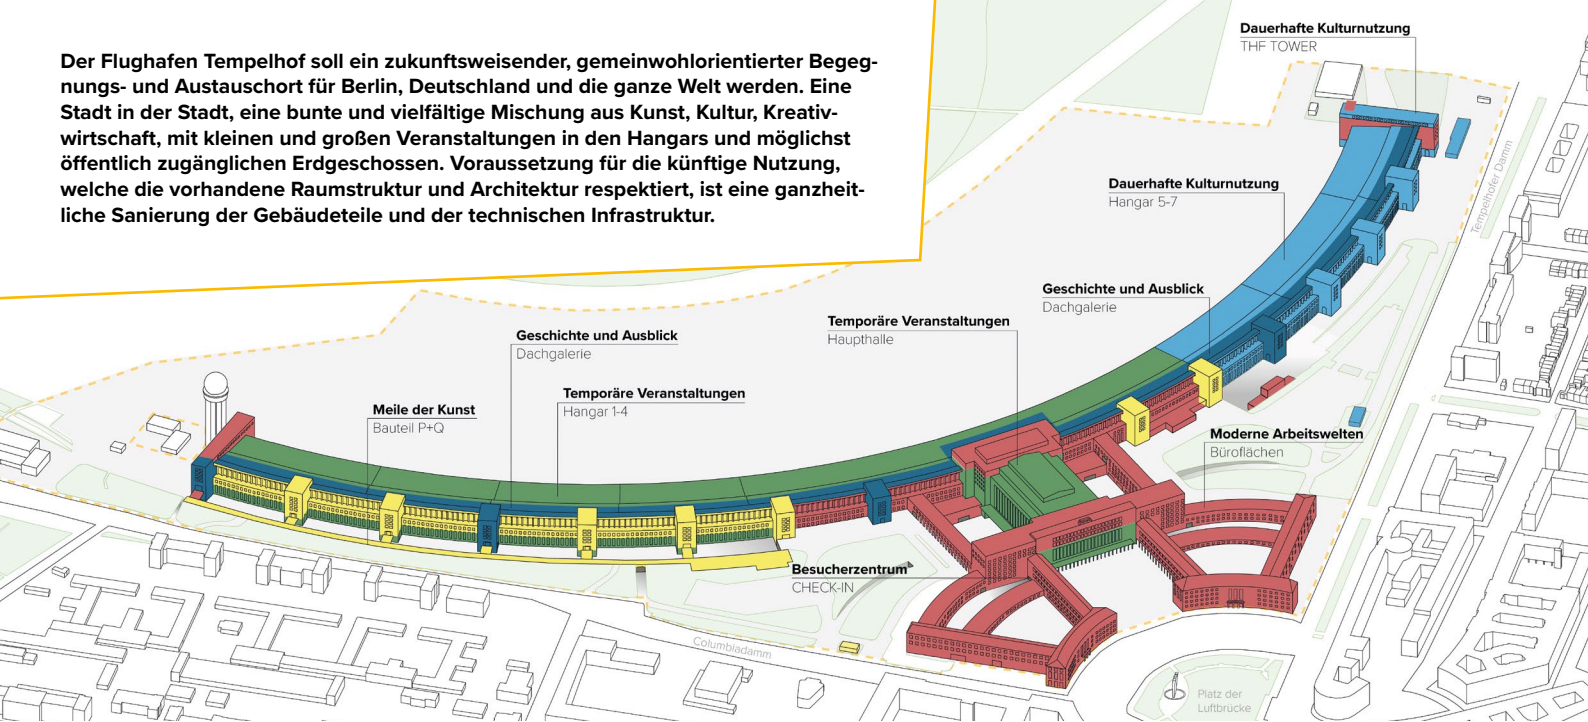 Der Flughafen Tempelhof soll ein zukunftsweisender, gemeinwohlorientierter Begeg-
nungs- und Austauschort für Berlin, Deutschland und die ganze Welt werden. Eine
Stadt in der Stadt, eine bunte und vielfältige Mischung aus Kunst, Kultur, Kreativ-
wirtschaft, mit kleinen und großen Veranstaltungen in den Hangars und möglichst
öffentlich zugänglichen Erdgeschossen. Voraussetzung für die künftige Nutzung,
welche die vorhandene Raumstruktur und Architektur respektiert, ist eine ganzheit-
liche Sanierung der Gebäudeteile und der technischen Infrastruktur.
Dauerhafte Kulturnutzung
THF TOWER
Tempelhofer Damm
Dauerhafte Kulturnutzung
Hangar 5-7
Geschichte und Ausblick
Dachgalerie
Temporäre Veranstaltungen
Haupthalle
Geschichte und Ausblick
Dachgalerie
Temporäre Veranstaltungen
Hangar 1-4
Meile der Kunst
Bauteil P+Q
Moderne Arbeitswelten
Büroflächen
Besucherzentrum
CHECK-IN
Columbiadamm
Platz der
Luftbrücke